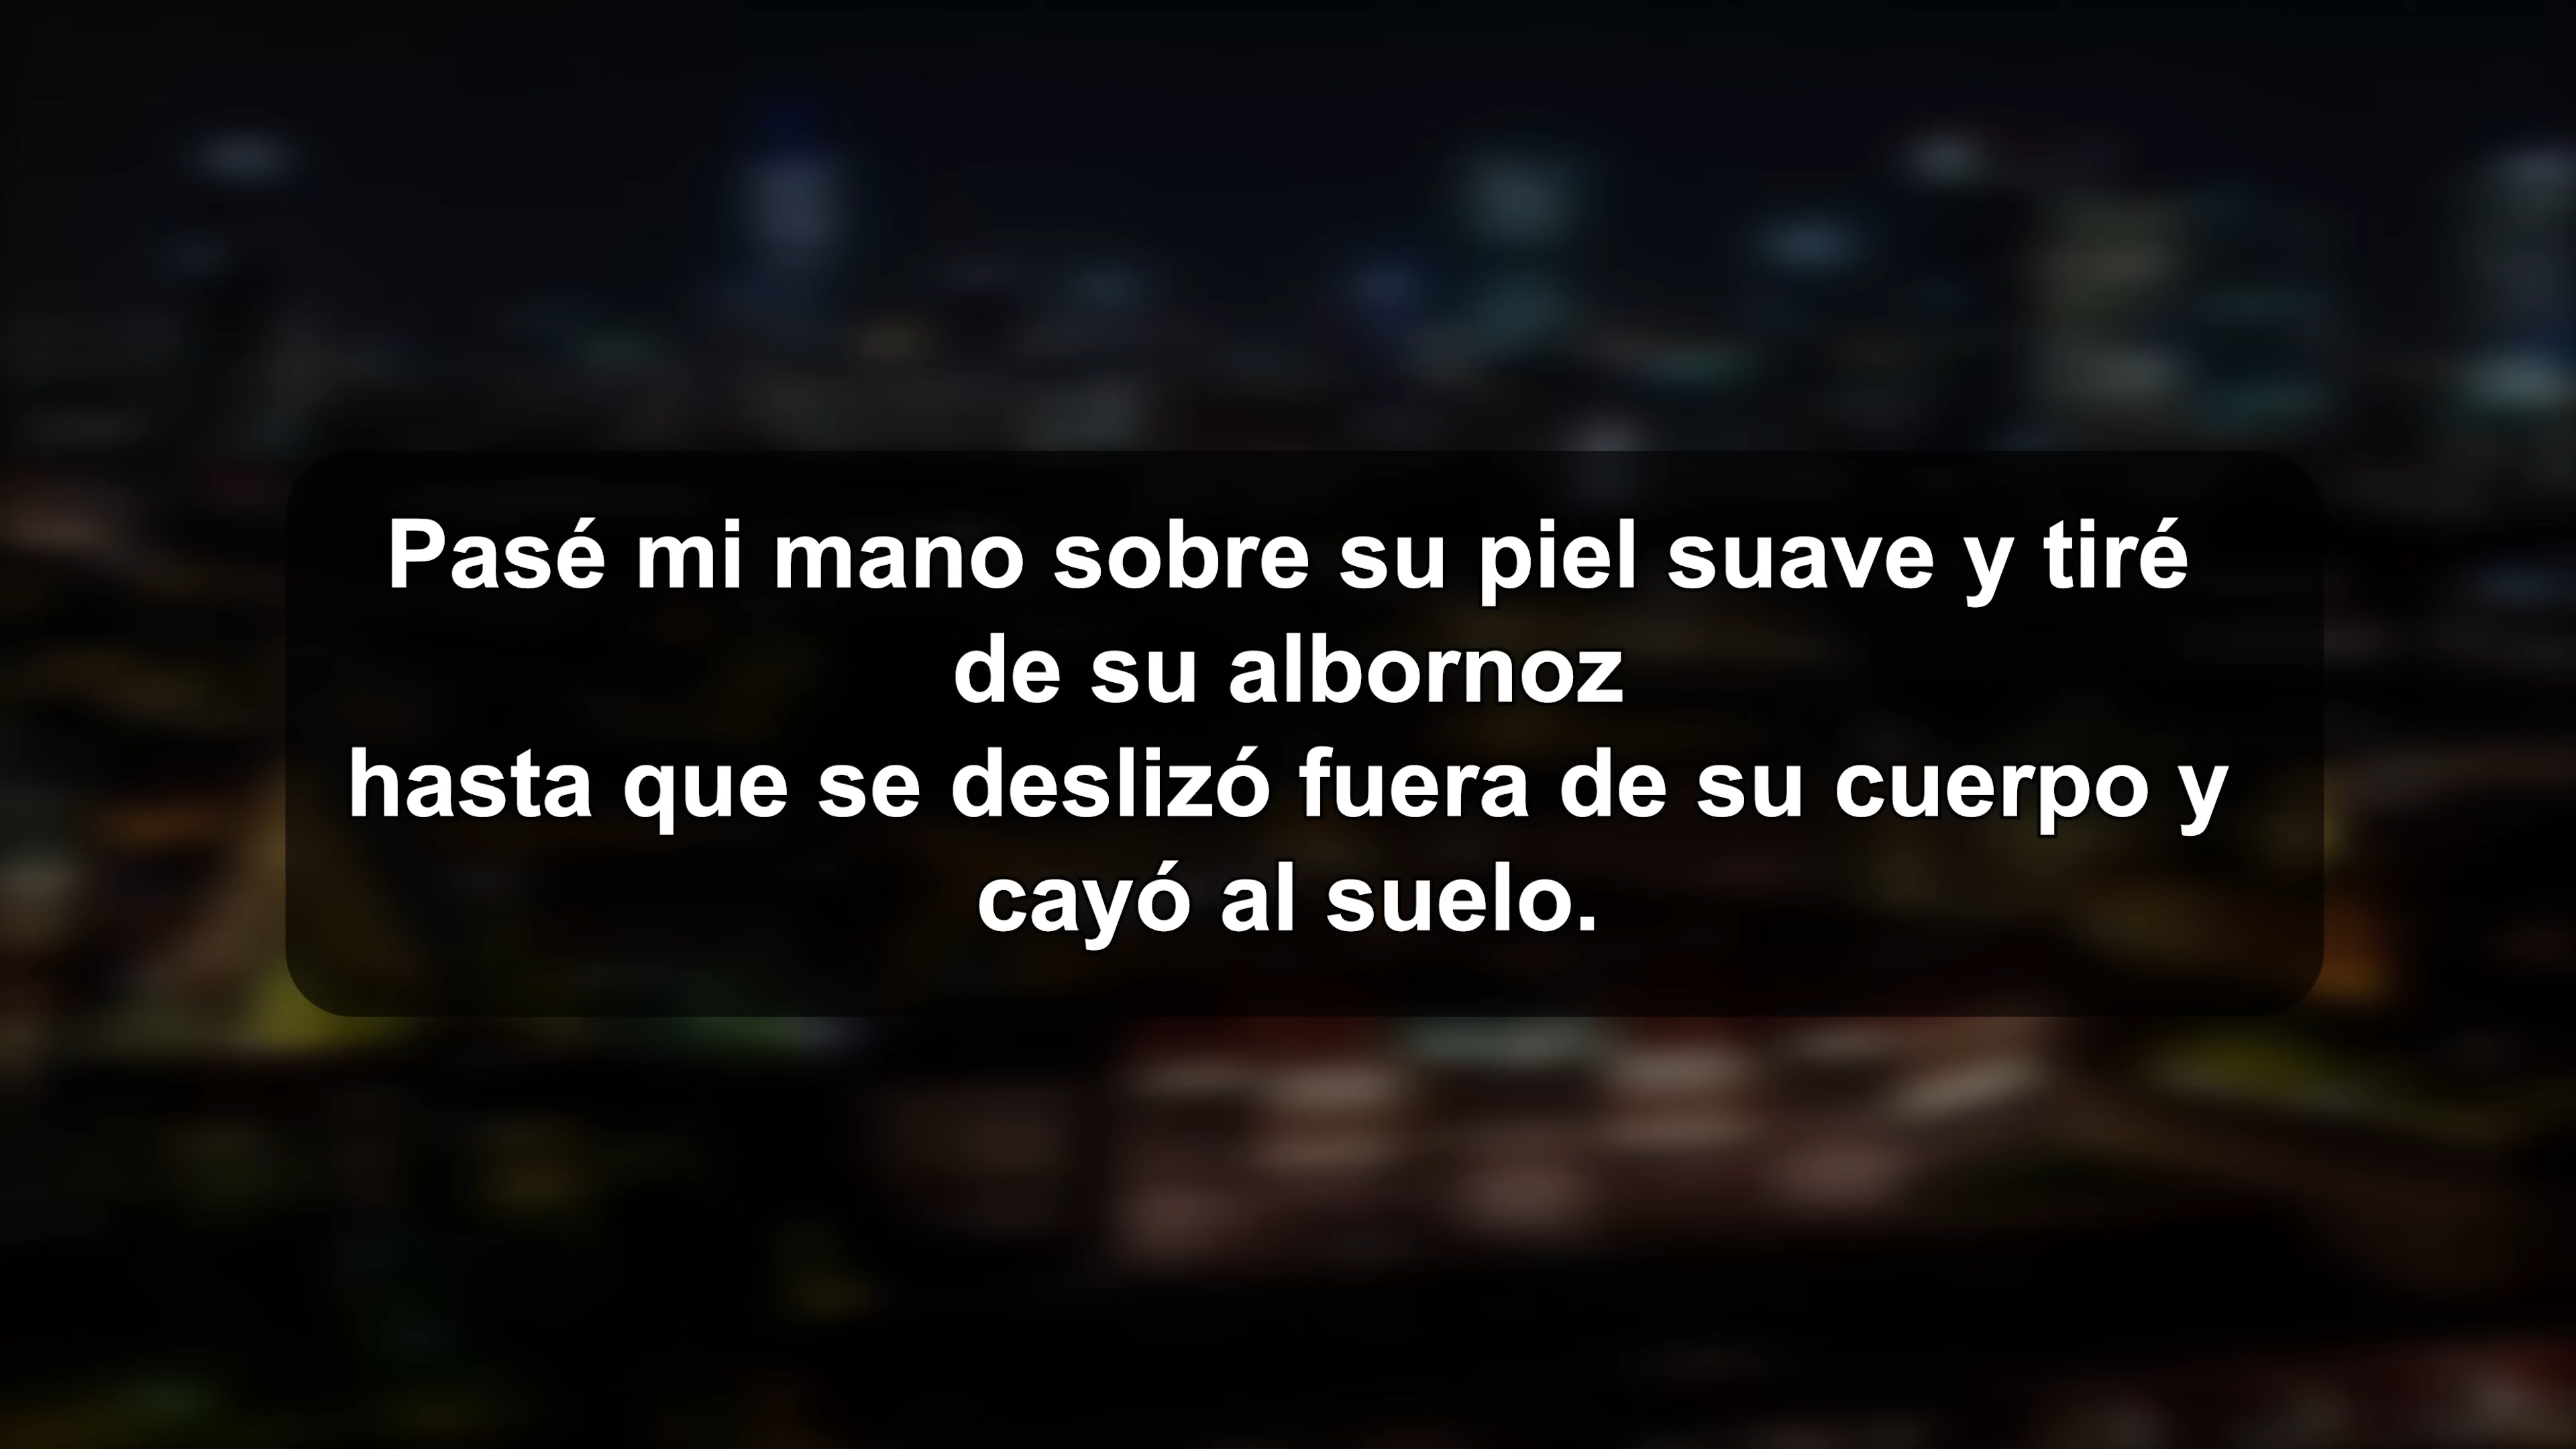 Pasé mi mano sobre su piel suave y tiré
de su albornoz
hasta que se deslizó fuera de su cuerpo y
cayó al suelo.